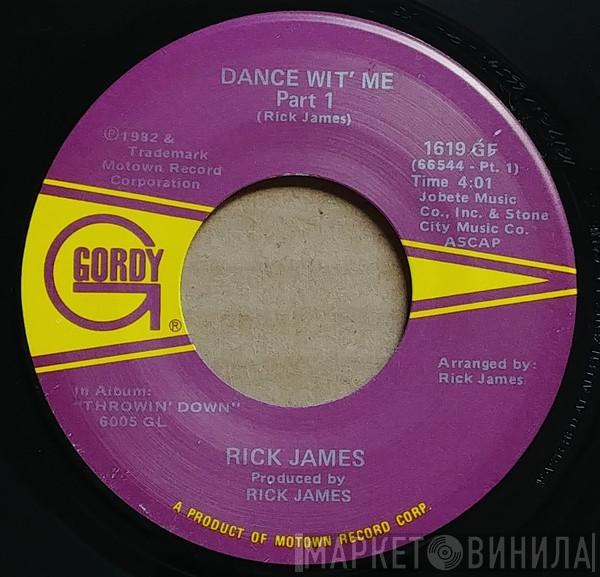 DANCE WIT' ME
Part 1
(Rick James)
℗1982 &
Trademark
Motown Record
Corporation
1619 GF
(66544 - Pt. 1)
Time 4:01
Jobete Music
Co., Inc. & Stone
City Music Co.
ASCAP
GORDY
®
Arranged by:
Rick James
In Album:
"THROWIN' DOWN"
6005 GL
RICK JAMES
Produced by
RICK JAMES
A PRODUCT OF MOTOWN RECORD CORP.
МАРКЕТ ВИНИЛА